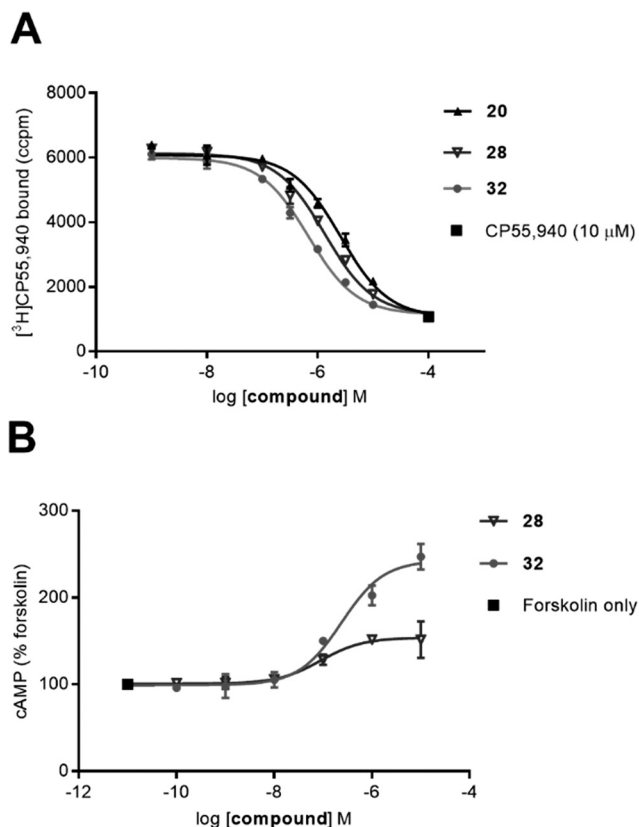 A
8000
6000
4000
2000
0
[³H]CP55,940 bound (ccpm)
-10
-8
-6
-4
log [compound] M
20
28
32
CP55,940 (10 μM)
B
300
200
100
0
cAMP (% forskolin)
-12
-10
-8
-6
-4
log [compound] M
28
32
Forskolin only